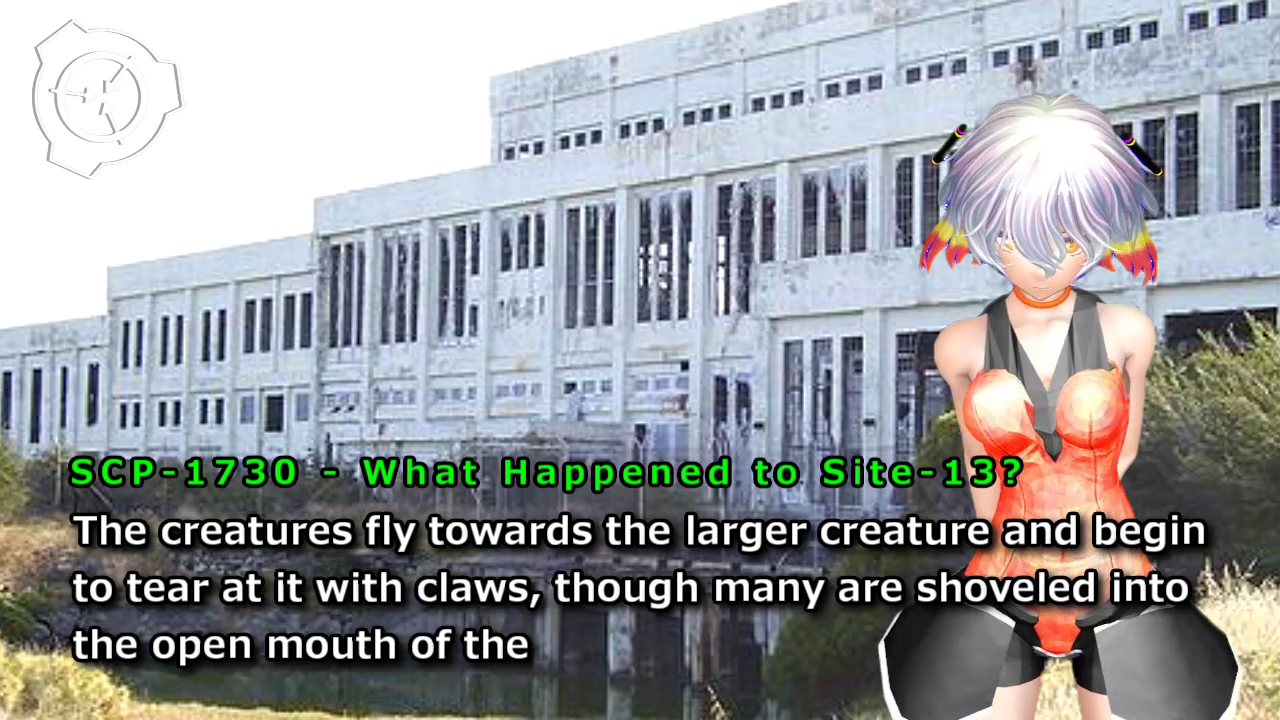 SCP-1730 - What Happened to Site-13?
The creatures fly towards the larger creature and begin
to tear at it with claws, though many are shoveled into
the open mouth of the